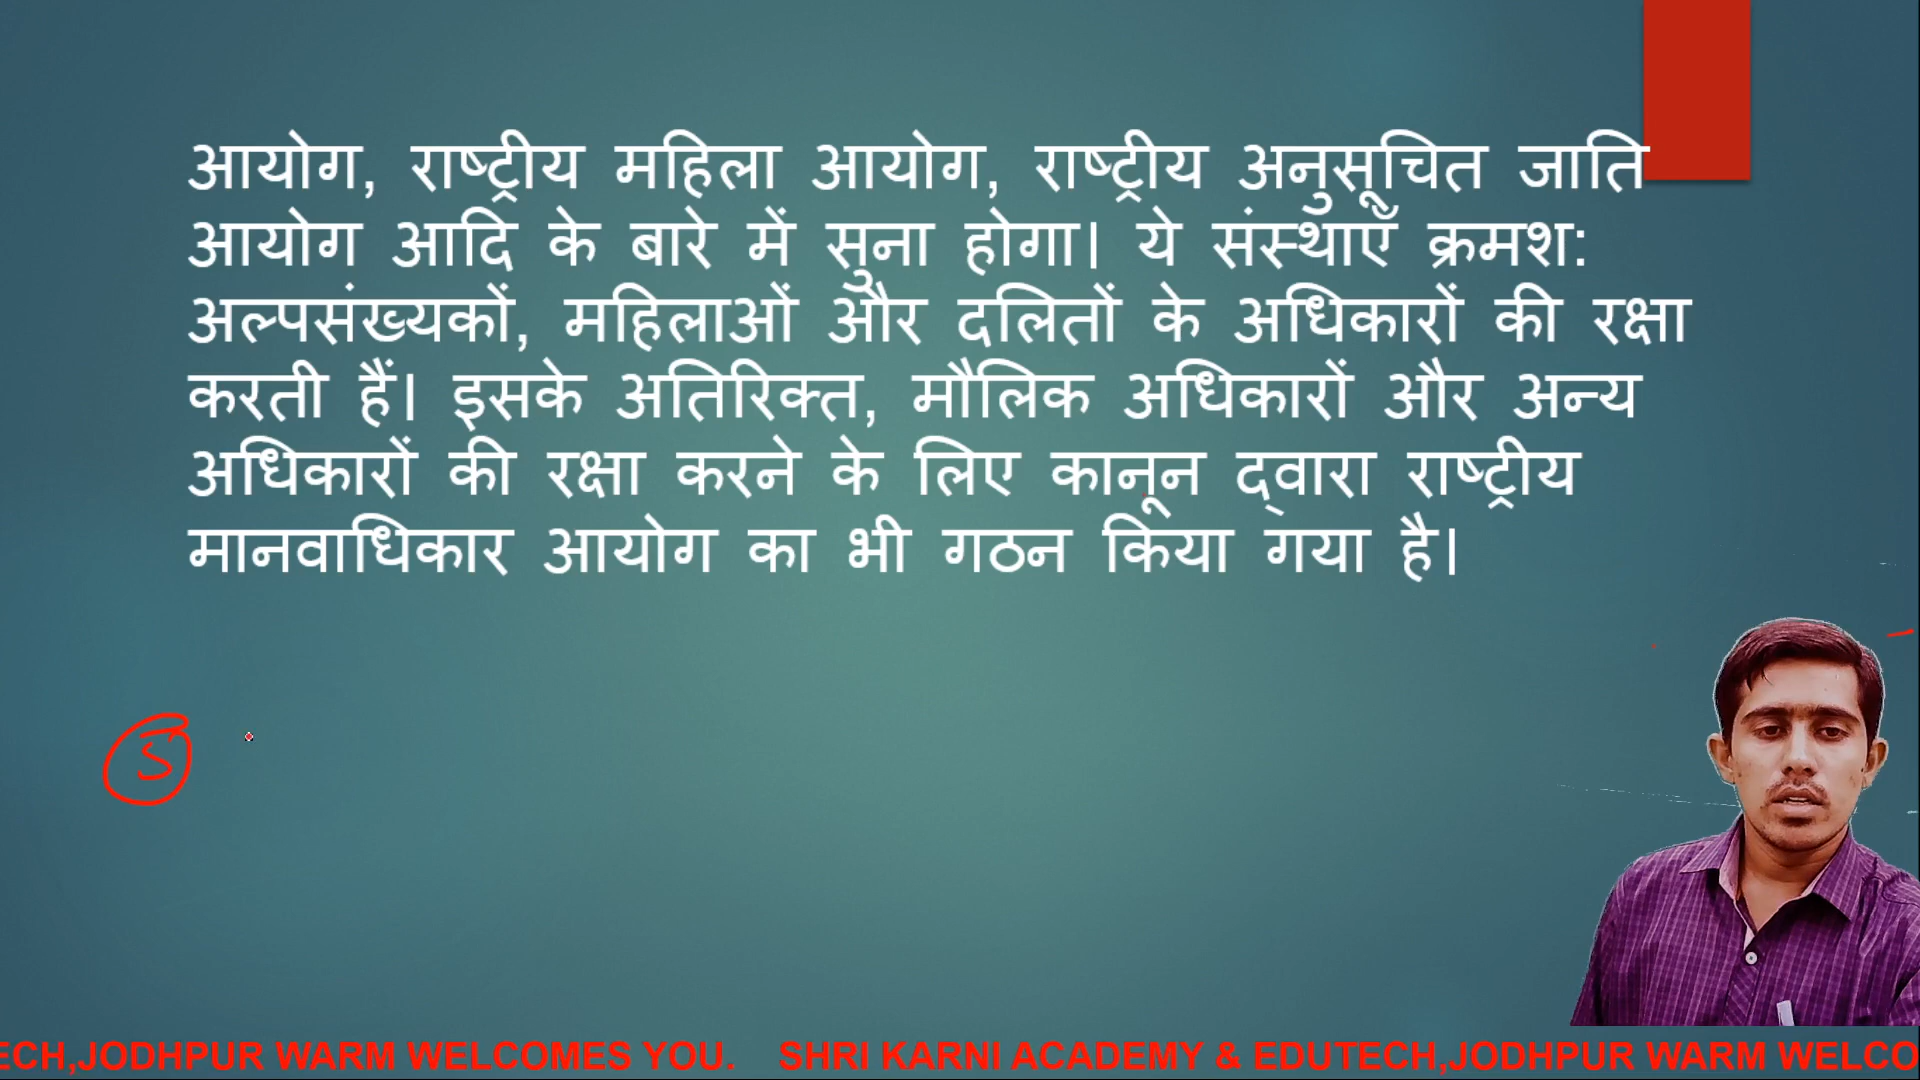 आयोग, राष्ट्रीय महिला आयोग, राष्ट्रीय अनुसूचित जाति
आयोग आदि के बारे में सुना होगा। ये संस्थाएँ क्रमश:
अल्पसंख्यकों, महिलाओं और दलितों के अधिकारों की रक्षा
करती हैं। इसके अतिरिक्त, मौलिक अधिकारों और अन्य
अधिकारों की रक्षा करने के लिए कानून द्वारा राष्ट्रीय
मानवाधिकार आयोग का भी गठन किया गया है।
5
ECH,JODHPUR WARM WELCOMES YOU. SHRI KARNI ACADEMY & EDUTECH,JODHPUR WARM WELCO